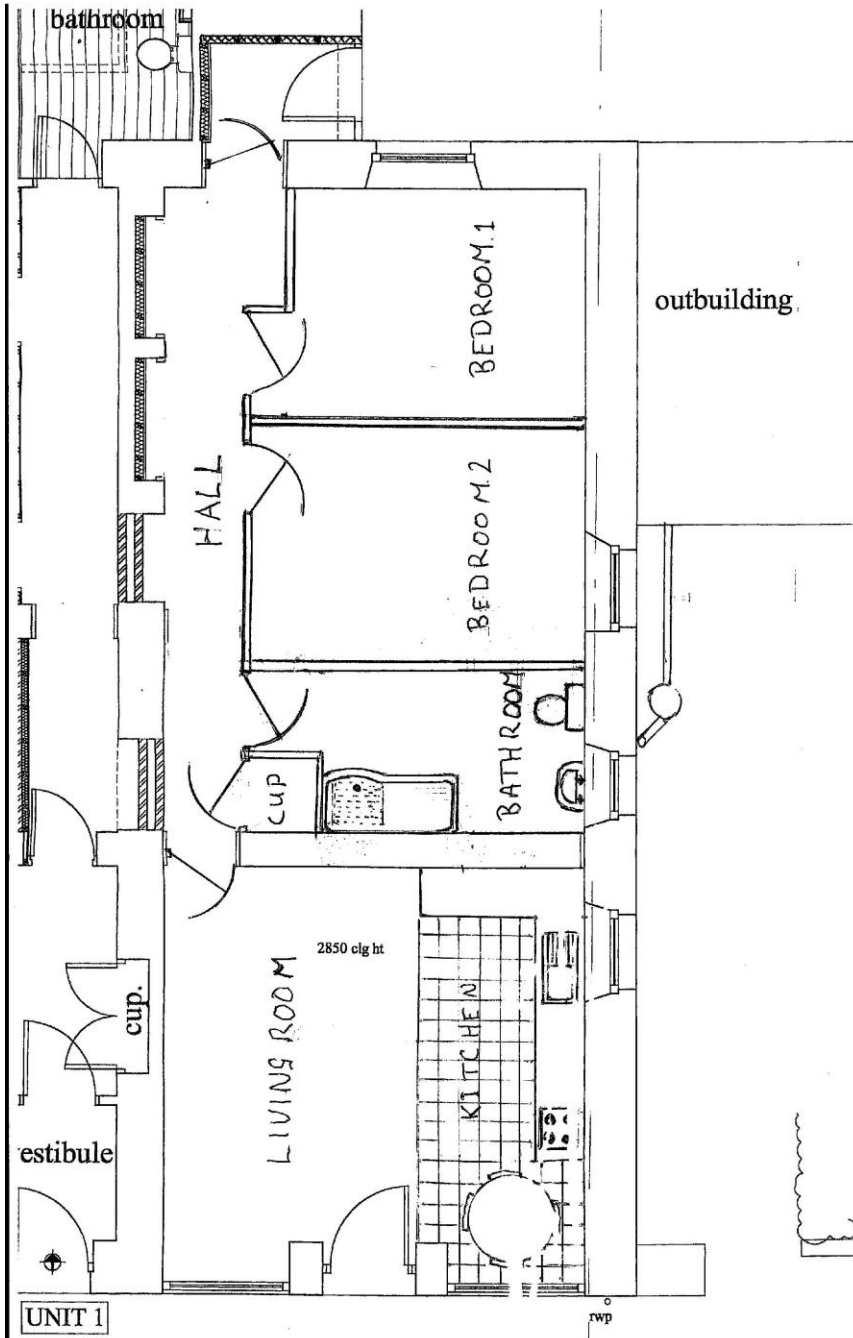 bathroom
BEDROOM.1
outbuilding
HALL
BEDROOM.2
BATHROOM
CUP
2850 clg ht
LIVING ROOM
KITCHEN
cup.
estibule
UNIT 1
rwp